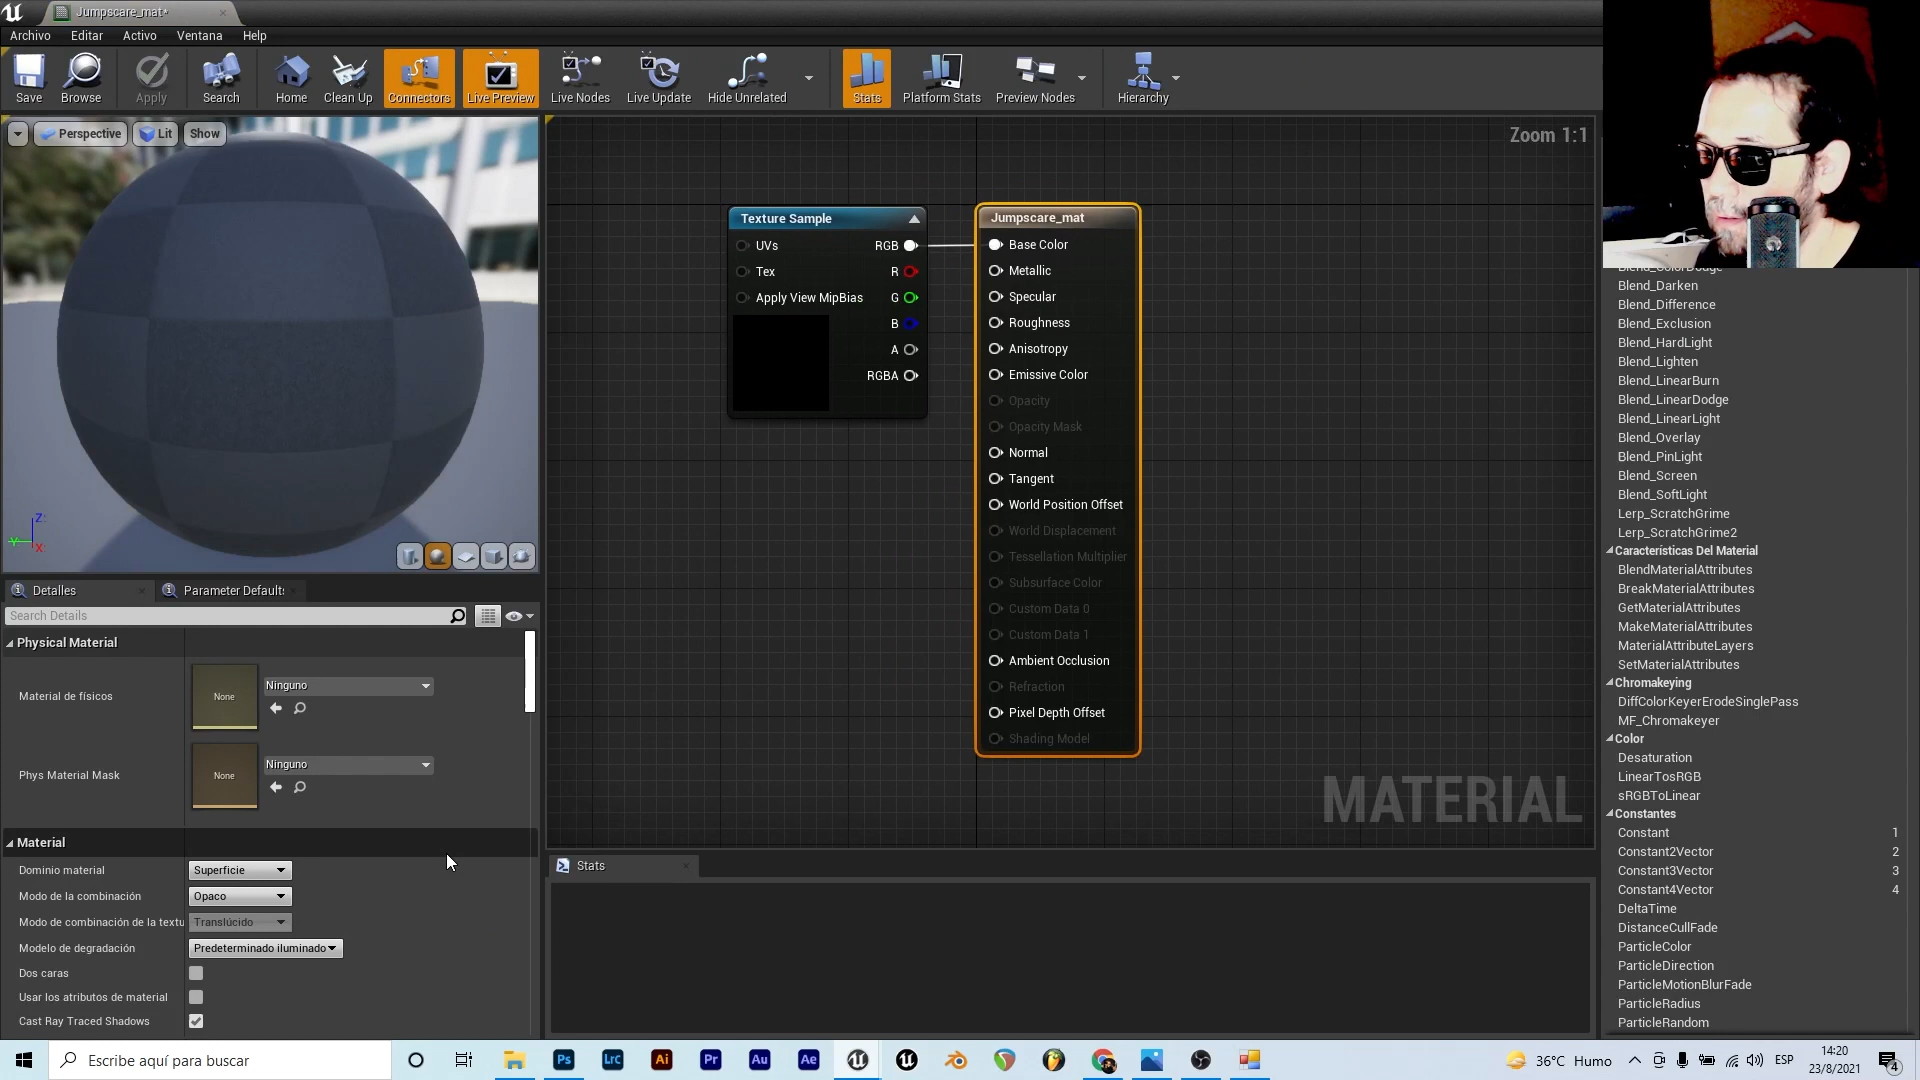 Jumpscare_mat*
Archivo Editar Activo Ventana Help
Save Browse Apply Search Home Clean Up Connectors Live Preview Live Nodes Live Update Hide Unrelated Stats Platform Stats Preview Nodes Hierarchy
Perspective Lit Show
Zoom 1:1
Z
Y
X
Texture Sample
UVs RGB
Tex R
Apply View MipBias G
B
A
RGBA
Jumpscare_mat
Base Color
Metallic
Specular
Roughness
Anisotropy
Emissive Color
Opacity
Opacity Mask
Normal
Tangent
World Position Offset
World Displacement
Tessellation Multiplier
Subsurface Color
Custom Data 0
Custom Data 1
Ambient Occlusion
Refraction
Pixel Depth Offset
Shading Model
MATERIAL
Detalles Parameter Default
Search Details
Physical Material
Material de físicos None Ninguno
Phys Material Mask None Ninguno
Material
Dominio material Superficie
Modo de la combinación Opaco
Modo de combinación de la textu Translúcido
Modelo de degradación Predeterminado iluminado
Dos caras
Usar los atributos de material
Cast Ray Traced Shadows
Stats
Blend_ColorDodge
Blend_Darken
Blend_Difference
Blend_Exclusion
Blend_HardLight
Blend_Lighten
Blend_LinearBurn
Blend_LinearDodge
Blend_LinearLight
Blend_Overlay
Blend_PinLight
Blend_Screen
Blend_SoftLight
Lerp_ScratchGrime
Lerp_ScratchGrime2
Características Del Material
BlendMaterialAttributes
BreakMaterialAttributes
GetMaterialAttributes
MakeMaterialAttributes
MaterialAttributeLayers
SetMaterialAttributes
Chromakeying
DiffColorKeyerErodeSinglePass
MF_Chromakeyer
Color
Desaturation
LinearTosRGB
sRGBToLinear
Constantes
Constant 1
Constant2Vector 2
Constant3Vector 3
Constant4Vector 4
DeltaTime
DistanceCullFade
ParticleColor
ParticleDirection
ParticleMotionBlurFade
ParticleRadius
ParticleRandom
Escribe aquí para buscar
Ps Lrc Ai Pr Au Ae
36°C Humo
ESP
14:20
23/8/2021
4